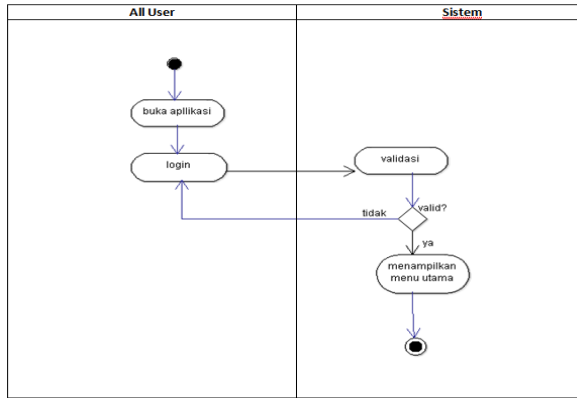 All User
Sistem
buka apllikasi
login
validasi
valid?
tidak
ya
menampilkan
menu utama